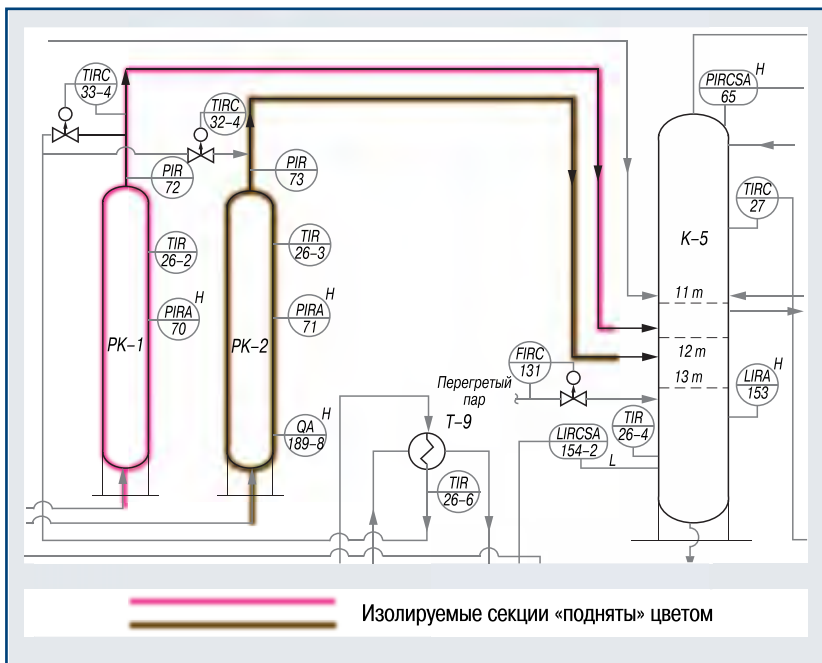 TIRC
33–4
TIRC
32–4
PIRCSA
65
H
PIR
72
PIR
73
TIRC
27
TIR
26–2
TIR
26–3
К–5
PIRA
70
H
PIRA
71
H
11 т
РК–1
РК–2
12 т
13 т
FIRC
131
LIRA
153
H
Перегретый
пар
QA
189–8
H
Т–9
LIRCSA
154–2
L
TIR
26–4
TIR
26–6
Изолируемые секции «подняты» цветом